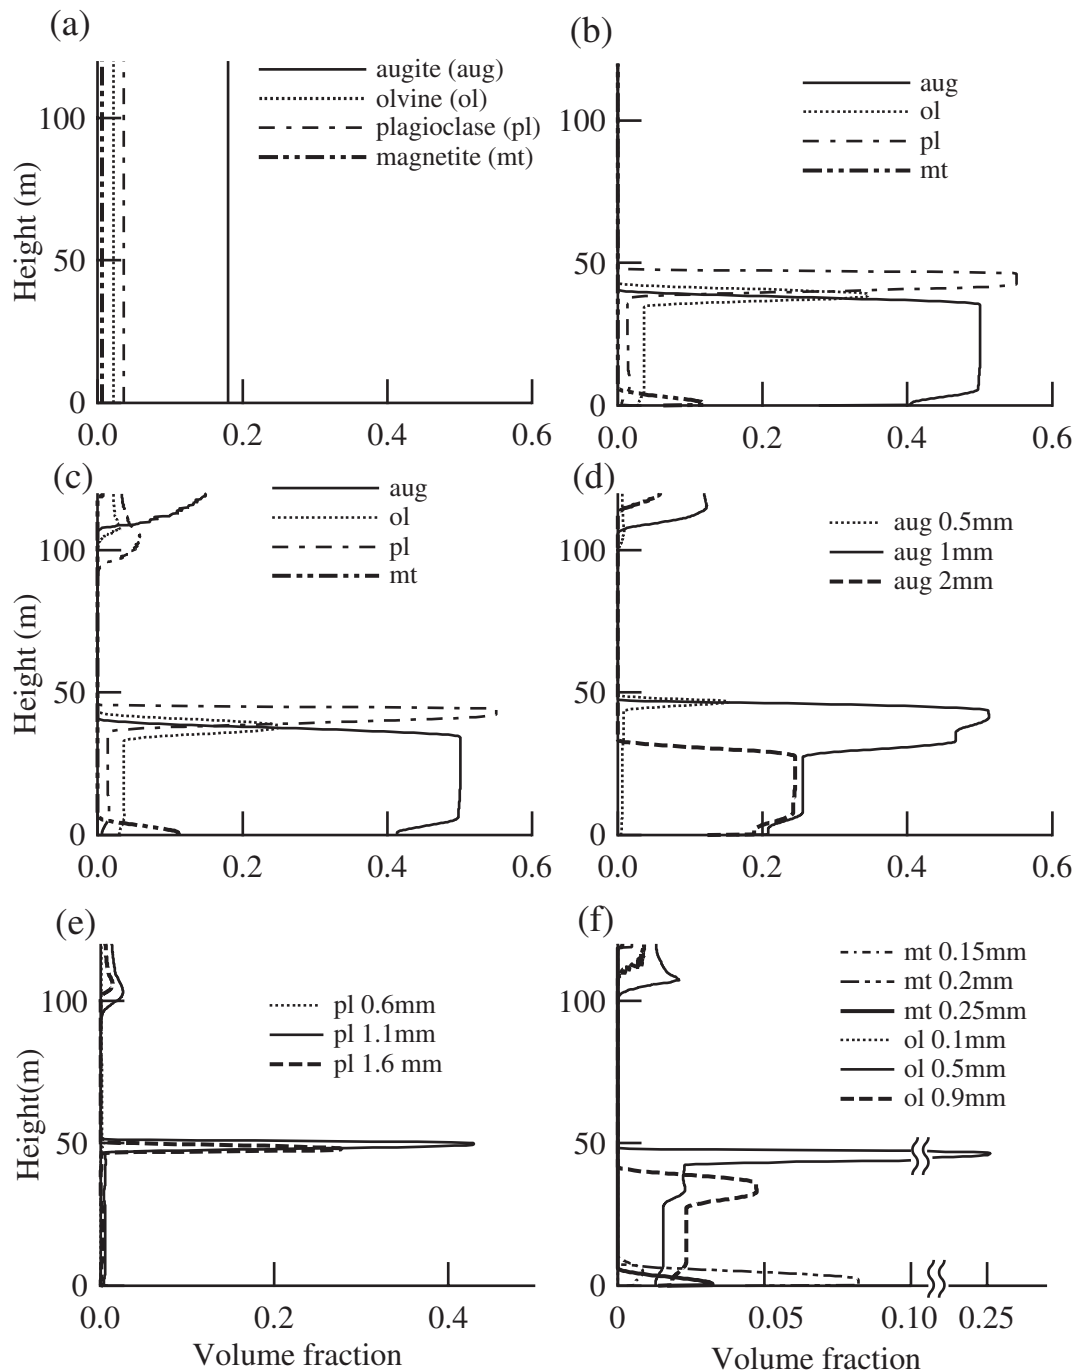 (a)
augite (aug)
olvine (ol)
plagioclase (pl)
magnetite (mt)
100
50
0
Height (m)
0.0 0.2 0.4 0.6
(b)
aug
ol
pl
mt
100
50
0
0.0 0.2 0.4 0.6
(c)
aug
ol
pl
mt
100
50
0
Height (m)
0.0 0.2 0.4 0.6
(d)
aug 0.5mm
aug 1mm
aug 2mm
100
50
0
0.0 0.2 0.4 0.6
(e)
pl 0.6mm
pl 1.1mm
pl 1.6 mm
100
50
0
Height(m)
0.0 0.2 0.4
Volume fraction
(f)
mt 0.15mm
mt 0.2mm
mt 0.25mm
ol 0.1mm
ol 0.5mm
ol 0.9mm
100
50
0
0 0.05 0.10 0.25
Volume fraction